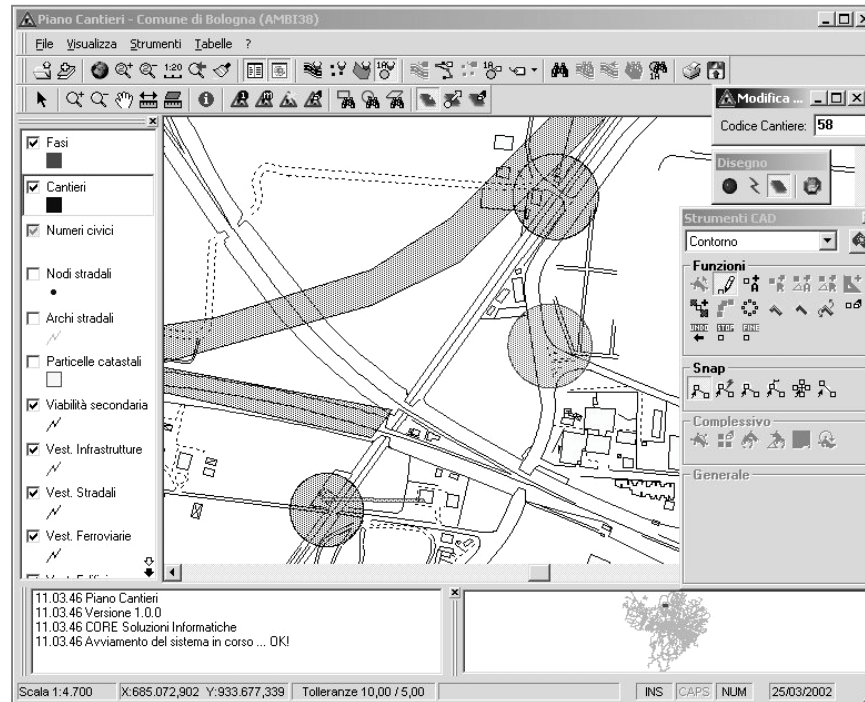 Piano Cantieri - Comune di Bologna (AMBI38)
File Visualizza Strumenti Tabelle ?
1:20
Modifica ...
Codice Cantiere: 58
Disegno
Strumenti CAD
Contorno
Funzioni
UNDO STOP FINE
Snap
Complessivo
Generale
Fasi
Cantieri
Numeri civici
Nodi stradali
Archi stradali
Particelle catastali
Viabilità secondaria
Vest. Infrastrutture
Vest. Stradali
Vest. Ferroviarie
11.03.46 Piano Cantieri
11.03.46 Versione 1.0.0
11.03.46 CORE Soluzioni Informatiche
11.03.46 Avviamento del sistema in corso ... OK!
Scala 1:4.700 X:685.072,902 Y:933.677,339 Tolleranze 10,00 / 5,00 INS CAPS NUM 25/03/2002